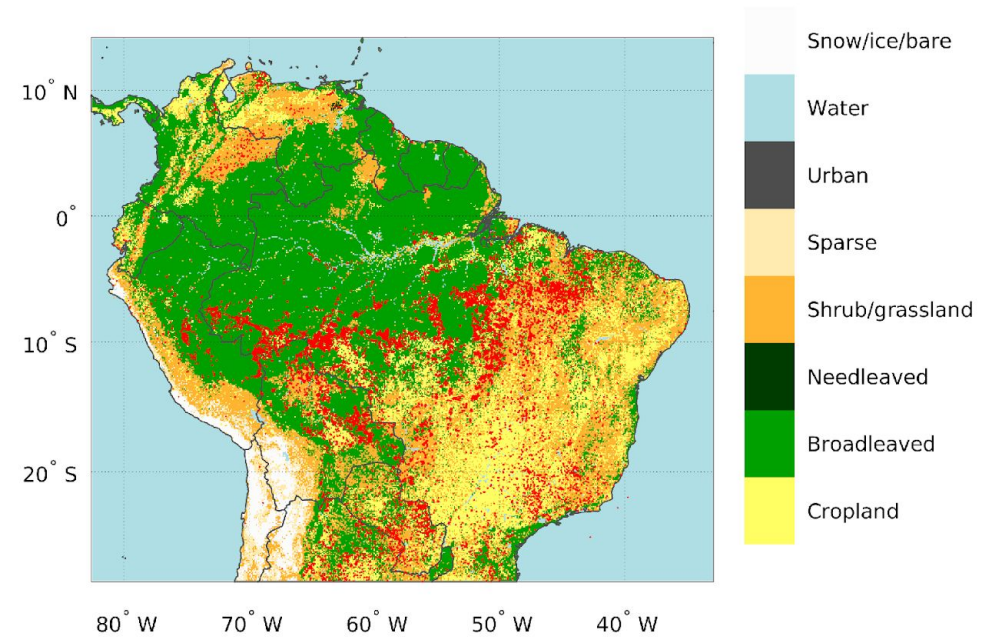 Snow/ice/bare
10° N
Water
Urban
0°
Sparse
Shrub/grassland
10° S
Needleaved
Broadleaved
20° S
Cropland
80° W 70° W 60° W 50° W 40° W